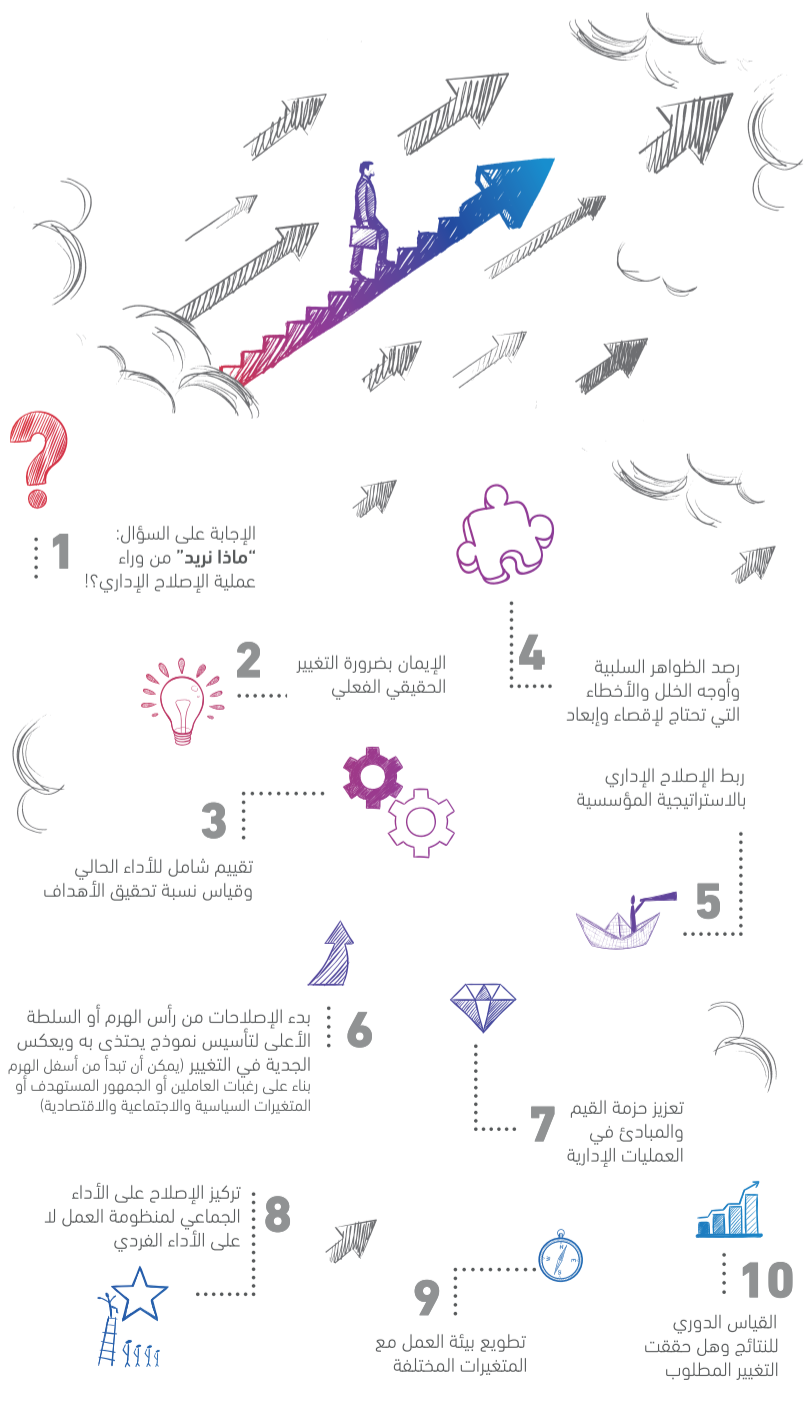 1
الإجابة على السؤال:
“ماذا نريد” من وراء
عملية الإصلاح الإداري؟!
2
الإيمان بضرورة التغيير
الحقيقي الفعلي
3
تقييم شامل للأداء الحالي
وقياس نسبة تحقيق الأهداف
4
رصد الظواهر السلبية
وأوجه الخلل والأخطاء
التي تحتاج لإقصاء وإبعاد
5
ربط الإصلاح الإداري
بالاستراتيجية المؤسسية
6
بدء الإصلاحات من رأس الهرم أو السلطة
الأعلى لتأسيس نموذج يحتذى به ويعكس
الجدية في التغيير (يمكن أن تبدأ من أسفل الهرم
بناء على رغبات العاملين أو الجمهور المستهدف أو
المتغيرات السياسية والاجتماعية والاقتصادية)
7
تعزيز حزمة القيم
والمبادئ في
العمليات الإدارية
8
تركيز الإصلاح على الأداء
الجماعي لمنظومة العمل لا
على الأداء الفردي
9
تطويع بيئة العمل مع
المتغيرات المختلفة
10
القياس الدوري
للنتائج وهل حققت
التغيير المطلوب